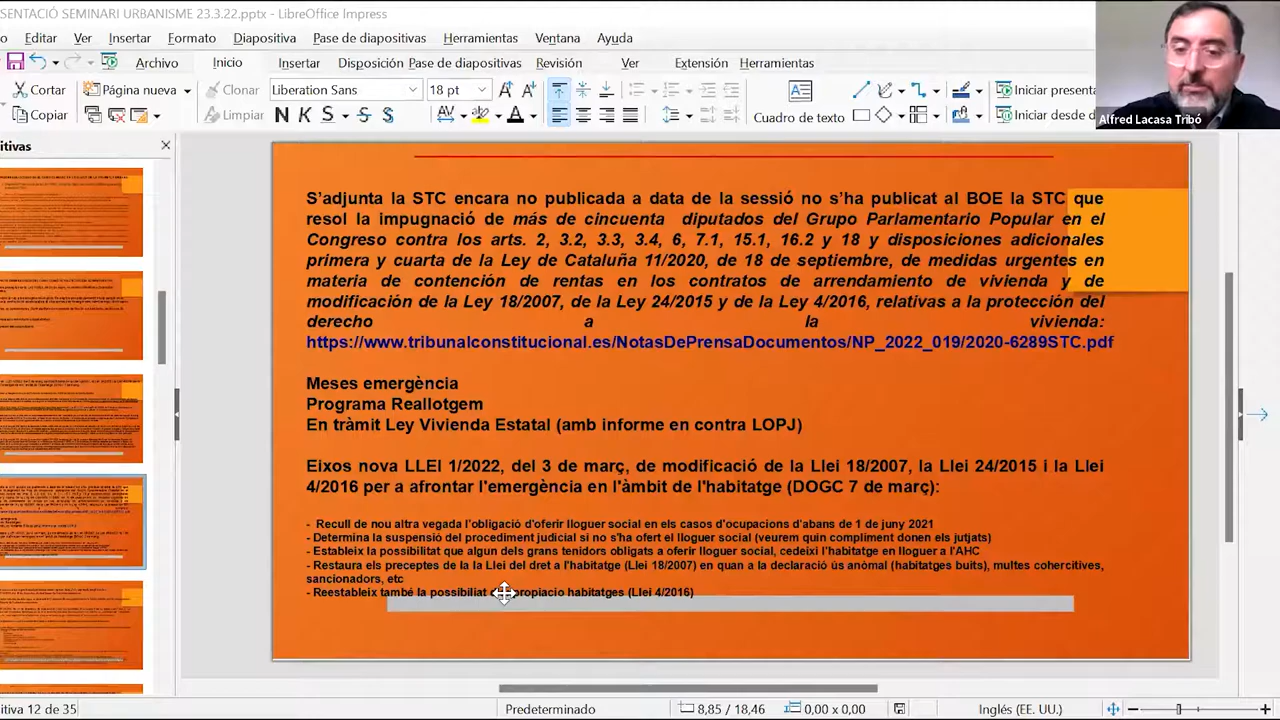 SENTACIÓ SEMINARI URBANISME 23.3.22.pptx - LibreOffice Impress
o Editar Ver Insertar Formato Diapositiva Pase de diapositivas Herramientas Ventana Ayuda
Archivo Inicio Insertar Disposición Pase de diapositivas Revisión Ver Extensión Herramientas
Cortar Página nueva Clonar Liberation Sans 18 pt Cuadro de texto Iniciar present
Copiar Limpiar N K S S S Iniciar desde d
Alfred Lacasa Tribó
itivas
S'adjunta la STC encara no publicada a data de la sessió no s'ha publicat al BOE la STC que
resol la impugnació de más de cincuenta diputados del Grupo Parlamentario Popular en el
Congreso contra los arts. 2, 3.2, 3.3, 3.4, 6, 7.1, 15.1, 16.2 y 18 y disposiciones adicionales
primera y cuarta de la Ley de Cataluña 11/2020, de 18 de septiembre, de medidas urgentes en
materia de contención de rentas en los contratos de arrendamiento de vivienda y de
modificación de la Ley 18/2007, de la Ley 24/2015 y de la Ley 4/2016, relativas a la protección del
derecho a la vivienda:
https://www.tribunalconstitucional.es/NotasDePrensaDocumentos/NP_2022_019/2020-6289STC.pdf
Meses emergència
Programa Reallotgem
En tràmit Ley Vivienda Estatal (amb informe en contra LOPJ)
Eixos nova LLEI 1/2022, del 3 de març, de modificació de la Llei 18/2007, la Llei 24/2015 i la Llei
4/2016 per a afrontar l'emergència en l'àmbit de l'habitatge (DOGC 7 de març):
- Recull de nou altra vegada l'obligació d'oferir lloguer social en els casos d'ocupacions d'abans de 1 de juny 2021
- Determina la suspensió del procediment judicial si no s'ha ofert el lloguer social (veurem quin compliment donen els jutjats)
- Estableix la possibilitat que algun dels grans tenidors obligats a oferir lloguer social, cedeixi l'habitatge en lloguer a l'AHC
- Restaura els preceptes de la la Llei del dret a l'habitatge (Llei 18/2007) en quan a la declaració ús anòmal (habitatges buits), multes cohercitives,
sancionadors, etc
- Reestableix també la possibiliat propiacio habitatges (Llei 4/2016)
itiva 12 de 35 Predeterminado 8,85 / 18,46 0,00 x 0,00 Inglés (EE. UU.)